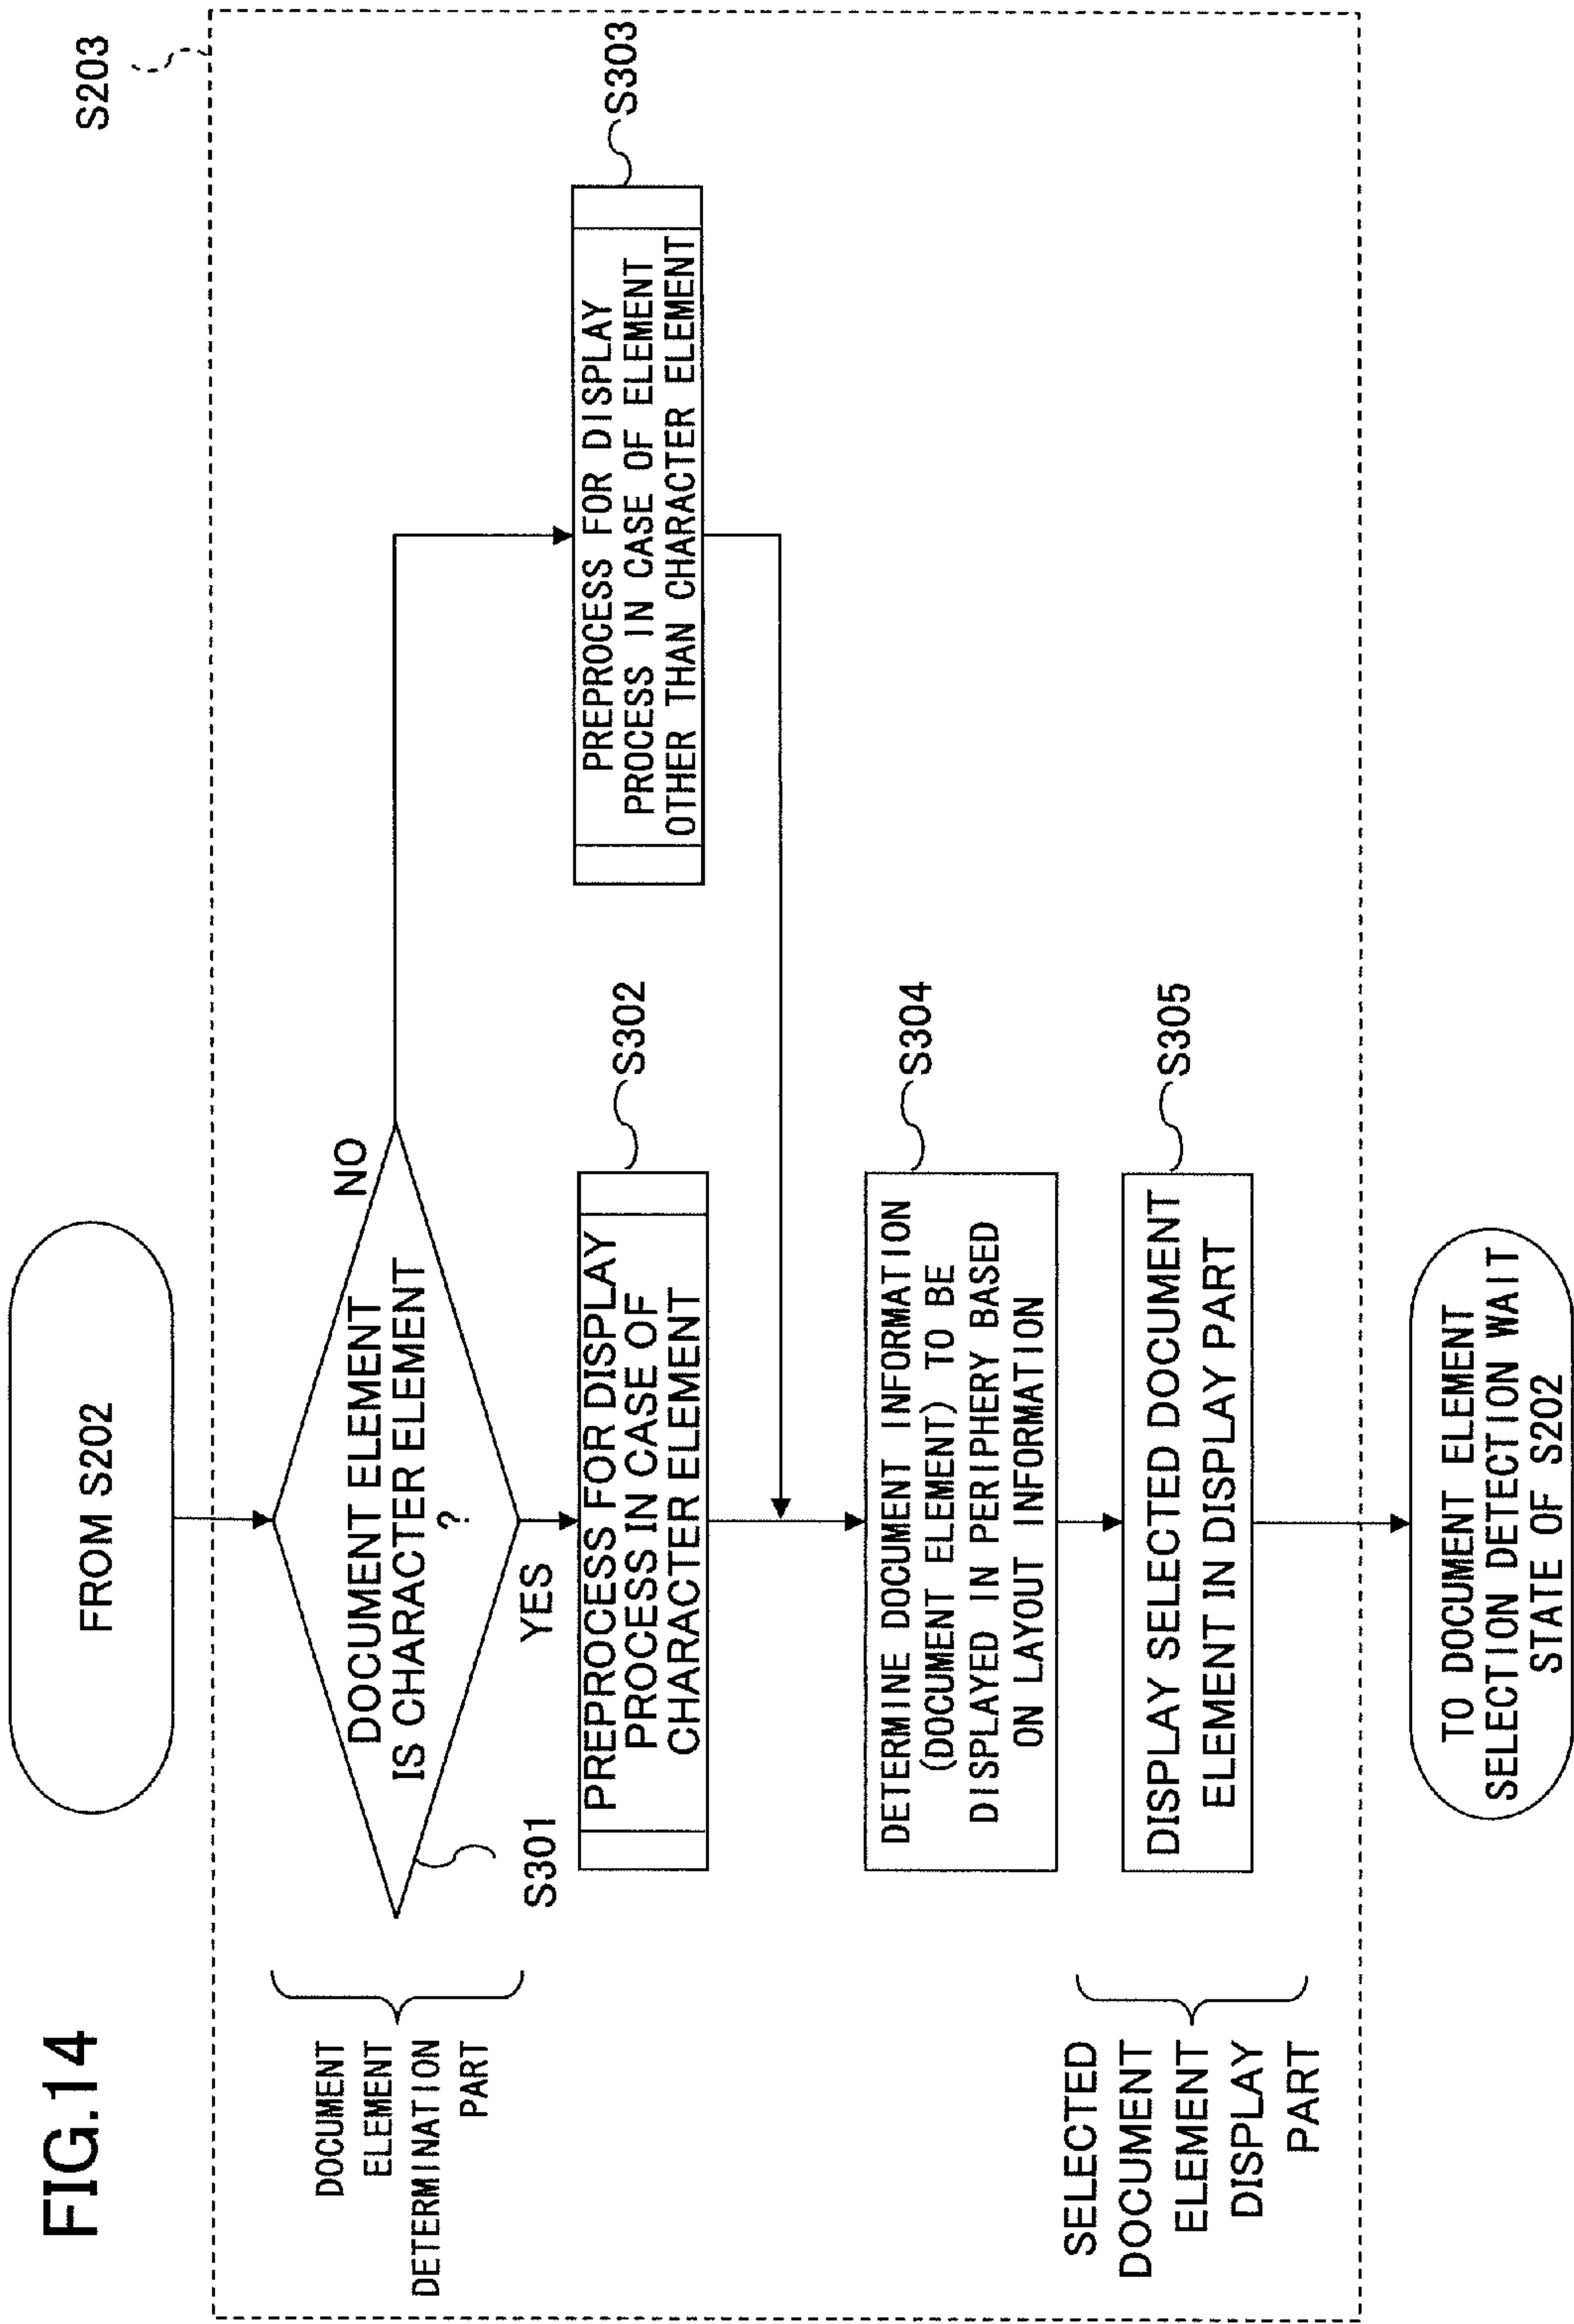 FIG.14
S203
FROM S202
DOCUMENT
ELEMENT
DETERMINATION
PART
DOCUMENT ELEMENT
IS CHARACTER ELEMENT
?
NO
YES
S301
PREPROCESS FOR DISPLAY
PROCESS IN CASE OF
CHARACTER ELEMENT
S302
PREPROCESS FOR DISPLAY
PROCESS IN CASE OF ELEMENT
OTHER THAN CHARACTER ELEMENT
S303
DETERMINE DOCUMENT INFORMATION
(DOCUMENT ELEMENT) TO BE
DISPLAYED IN PERIPHERY BASED
ON LAYOUT INFORMATION
S304
SELECTED
DOCUMENT
ELEMENT
DISPLAY
PART
DISPLAY SELECTED DOCUMENT
ELEMENT IN DISPLAY PART
S305
TO DOCUMENT ELEMENT
SELECTION DETECTION WAIT
STATE OF S202